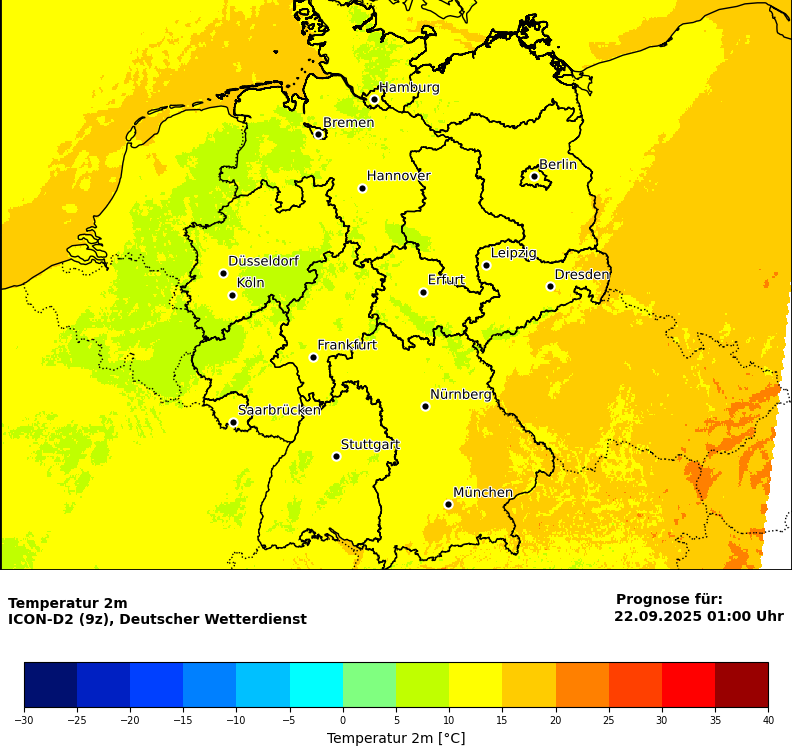 Hamburg
Bremen
Berlin
Hannover
Leipzig
Düsseldorf
Dresden
Köln
Erfurt
Frankfurt
Nürnberg
Saarbrücken
Stuttgart
München
Temperatur 2m
ICON-D2 (9z), Deutscher Wetterdienst
Prognose für:
22.09.2025 01:00 Uhr
−30 −25 −20 −15 −10 −5 0 5 10 15 20 25 30 35 40
Temperatur 2m [°C]